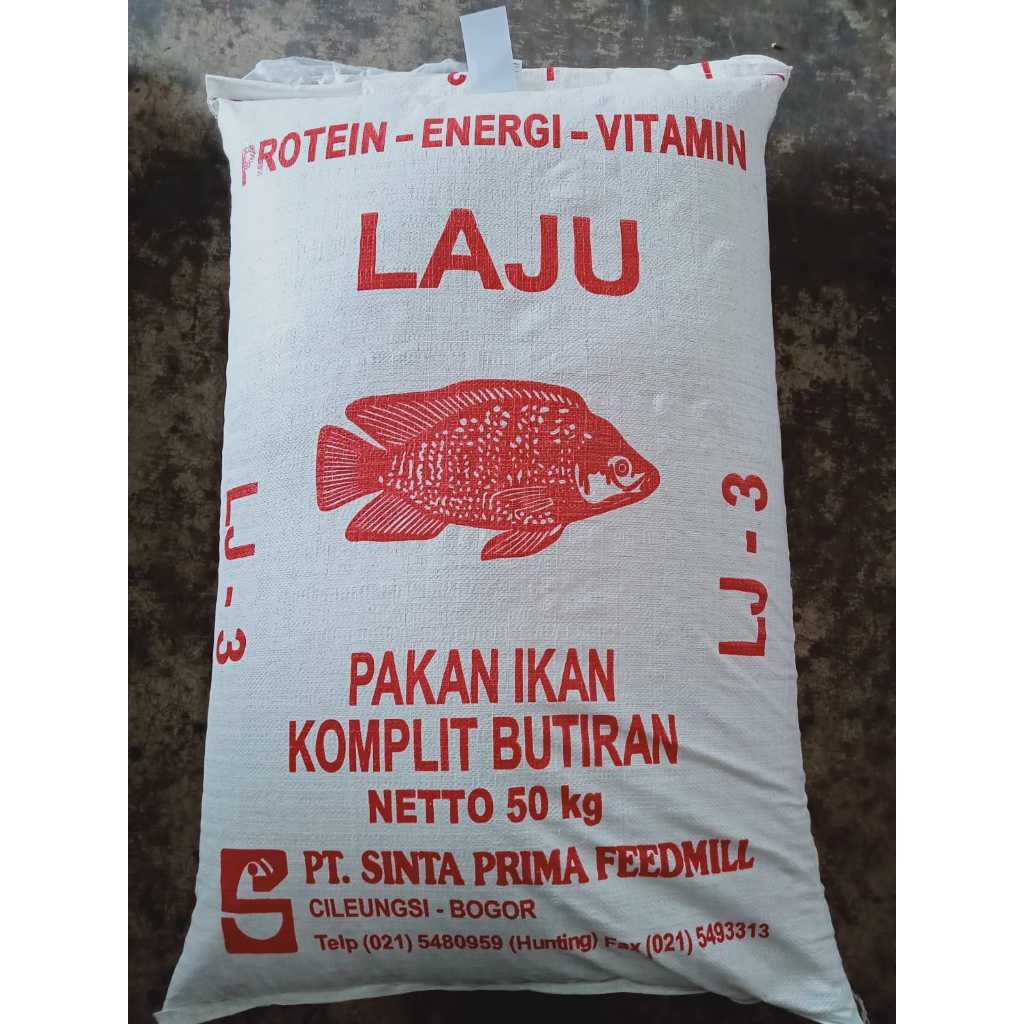 PROTEIN - ENERGI - VITAMIN
LAJU
LJ - 3
LJ - 3
PAKAN IKAN
KOMPLIT BUTIRAN
NETTO 50 kg
PT. SINTA PRIMA FEEDMILL
CILEUNGSI - BOGOR
Telp (021) 5480959 (Hunting) Fax (021) 5493313